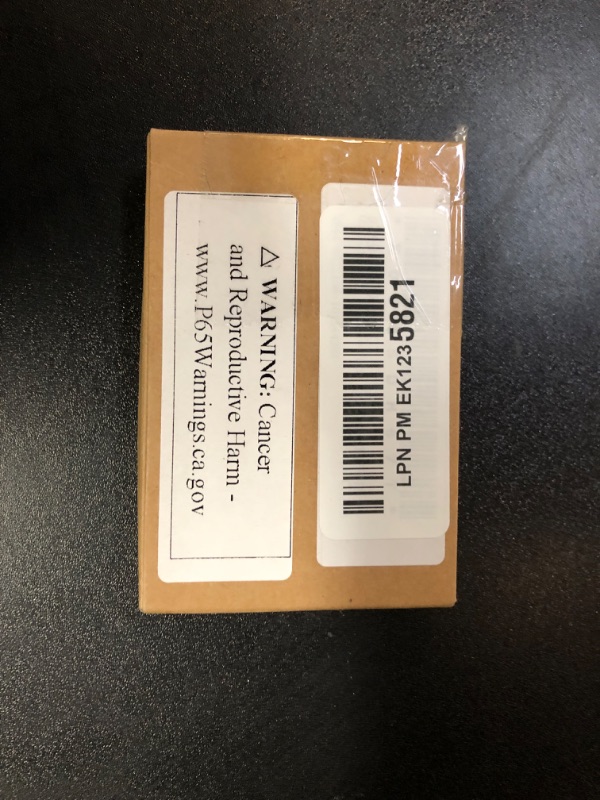 ⚠ WARNING: Cancer
and Reproductive Harm -
www.P65Warnings.ca.gov
LPN PM EK1235821